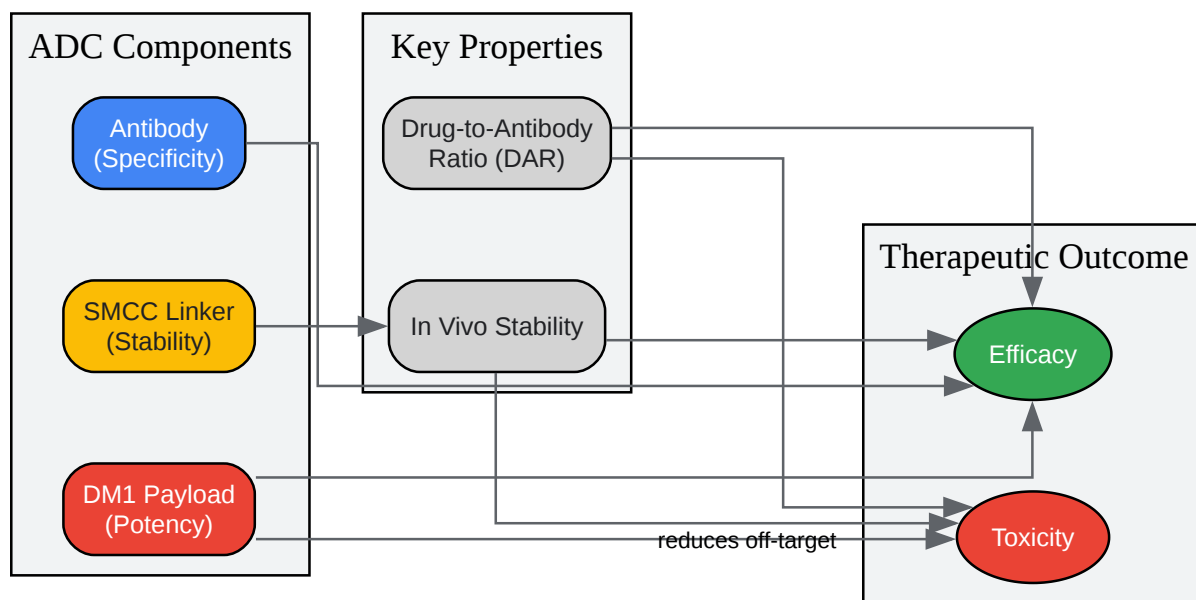 ADC Components
Antibody
(Specificity)
SMCC Linker
(Stability)
DM1 Payload
(Potency)
Key Properties
Drug-to-Antibody
Ratio (DAR)
In Vivo Stability
reduces off-target
Therapeutic Outcome
Efficacy
Toxicity